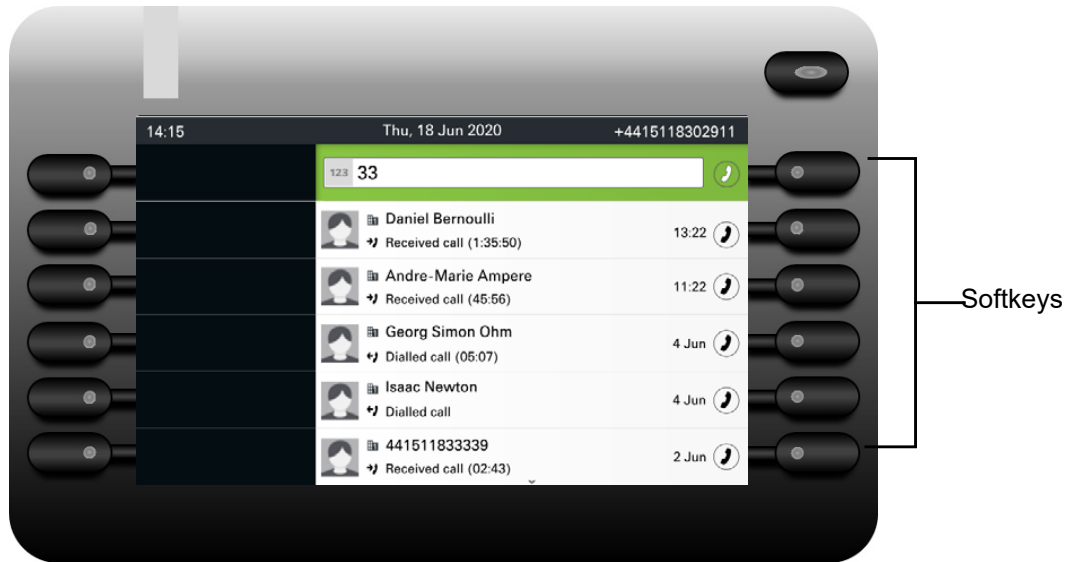 14:15 Thu, 18 Jun 2020 +4415118302911
123 33
Daniel Bernoulli
Received call (1:35:50) 13:22
Andre-Marie Ampere
Received call (45:56) 11:22
Georg Simon Ohm
Dialled call (05:07) 4 Jun
Isaac Newton
Dialled call 4 Jun
441511833339
Received call (02:43) 2 Jun
Softkeys